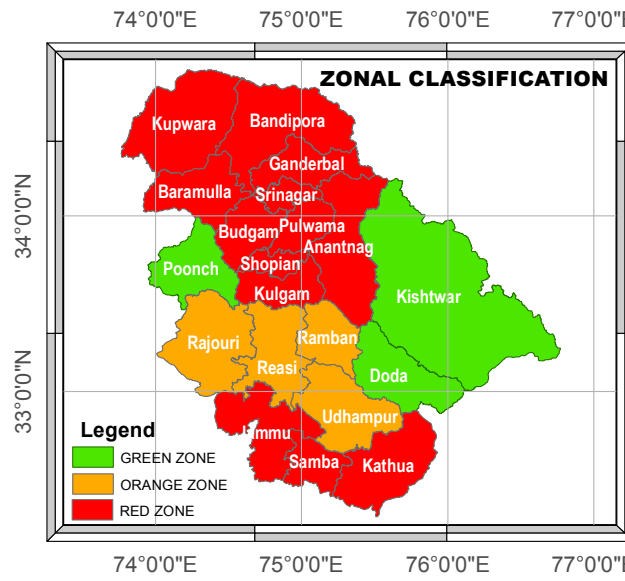 74°0'0"E 75°0'0"E 76°0'0"E 77°0'0"E
ZONAL CLASSIFICATION
Kupwara
Bandipora
Ganderbal
Baramulla
Srinagar
34°0'0"N
Budgam
Pulwama
Anantnag
Poonch
Shopian
Kulgam
Kishtwar
Rajouri
Ramban
Reasi
Doda
33°0'0"N
Udhampur
ammu
Samba
Kathua
Legend
GREEN ZONE
ORANGE ZONE
RED ZONE
74°0'0"E 75°0'0"E 76°0'0"E 77°0'0"E